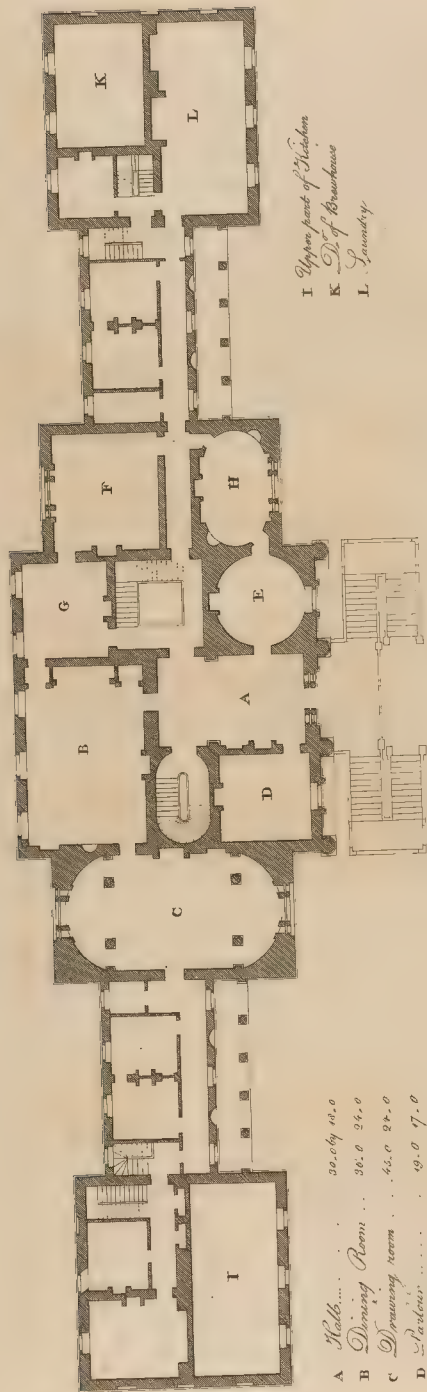 K
L
F
G
H
E
B
A
D
C
I
A Hall..... 30.0 by 18.0
B Dining Room .. 36.0 24.0
C Drawing room ... 45.0 24.0
D Parlour ...... 19.0 17.0
I Upper part of Kitchen
K Do. of Brewhouse
L Laundry